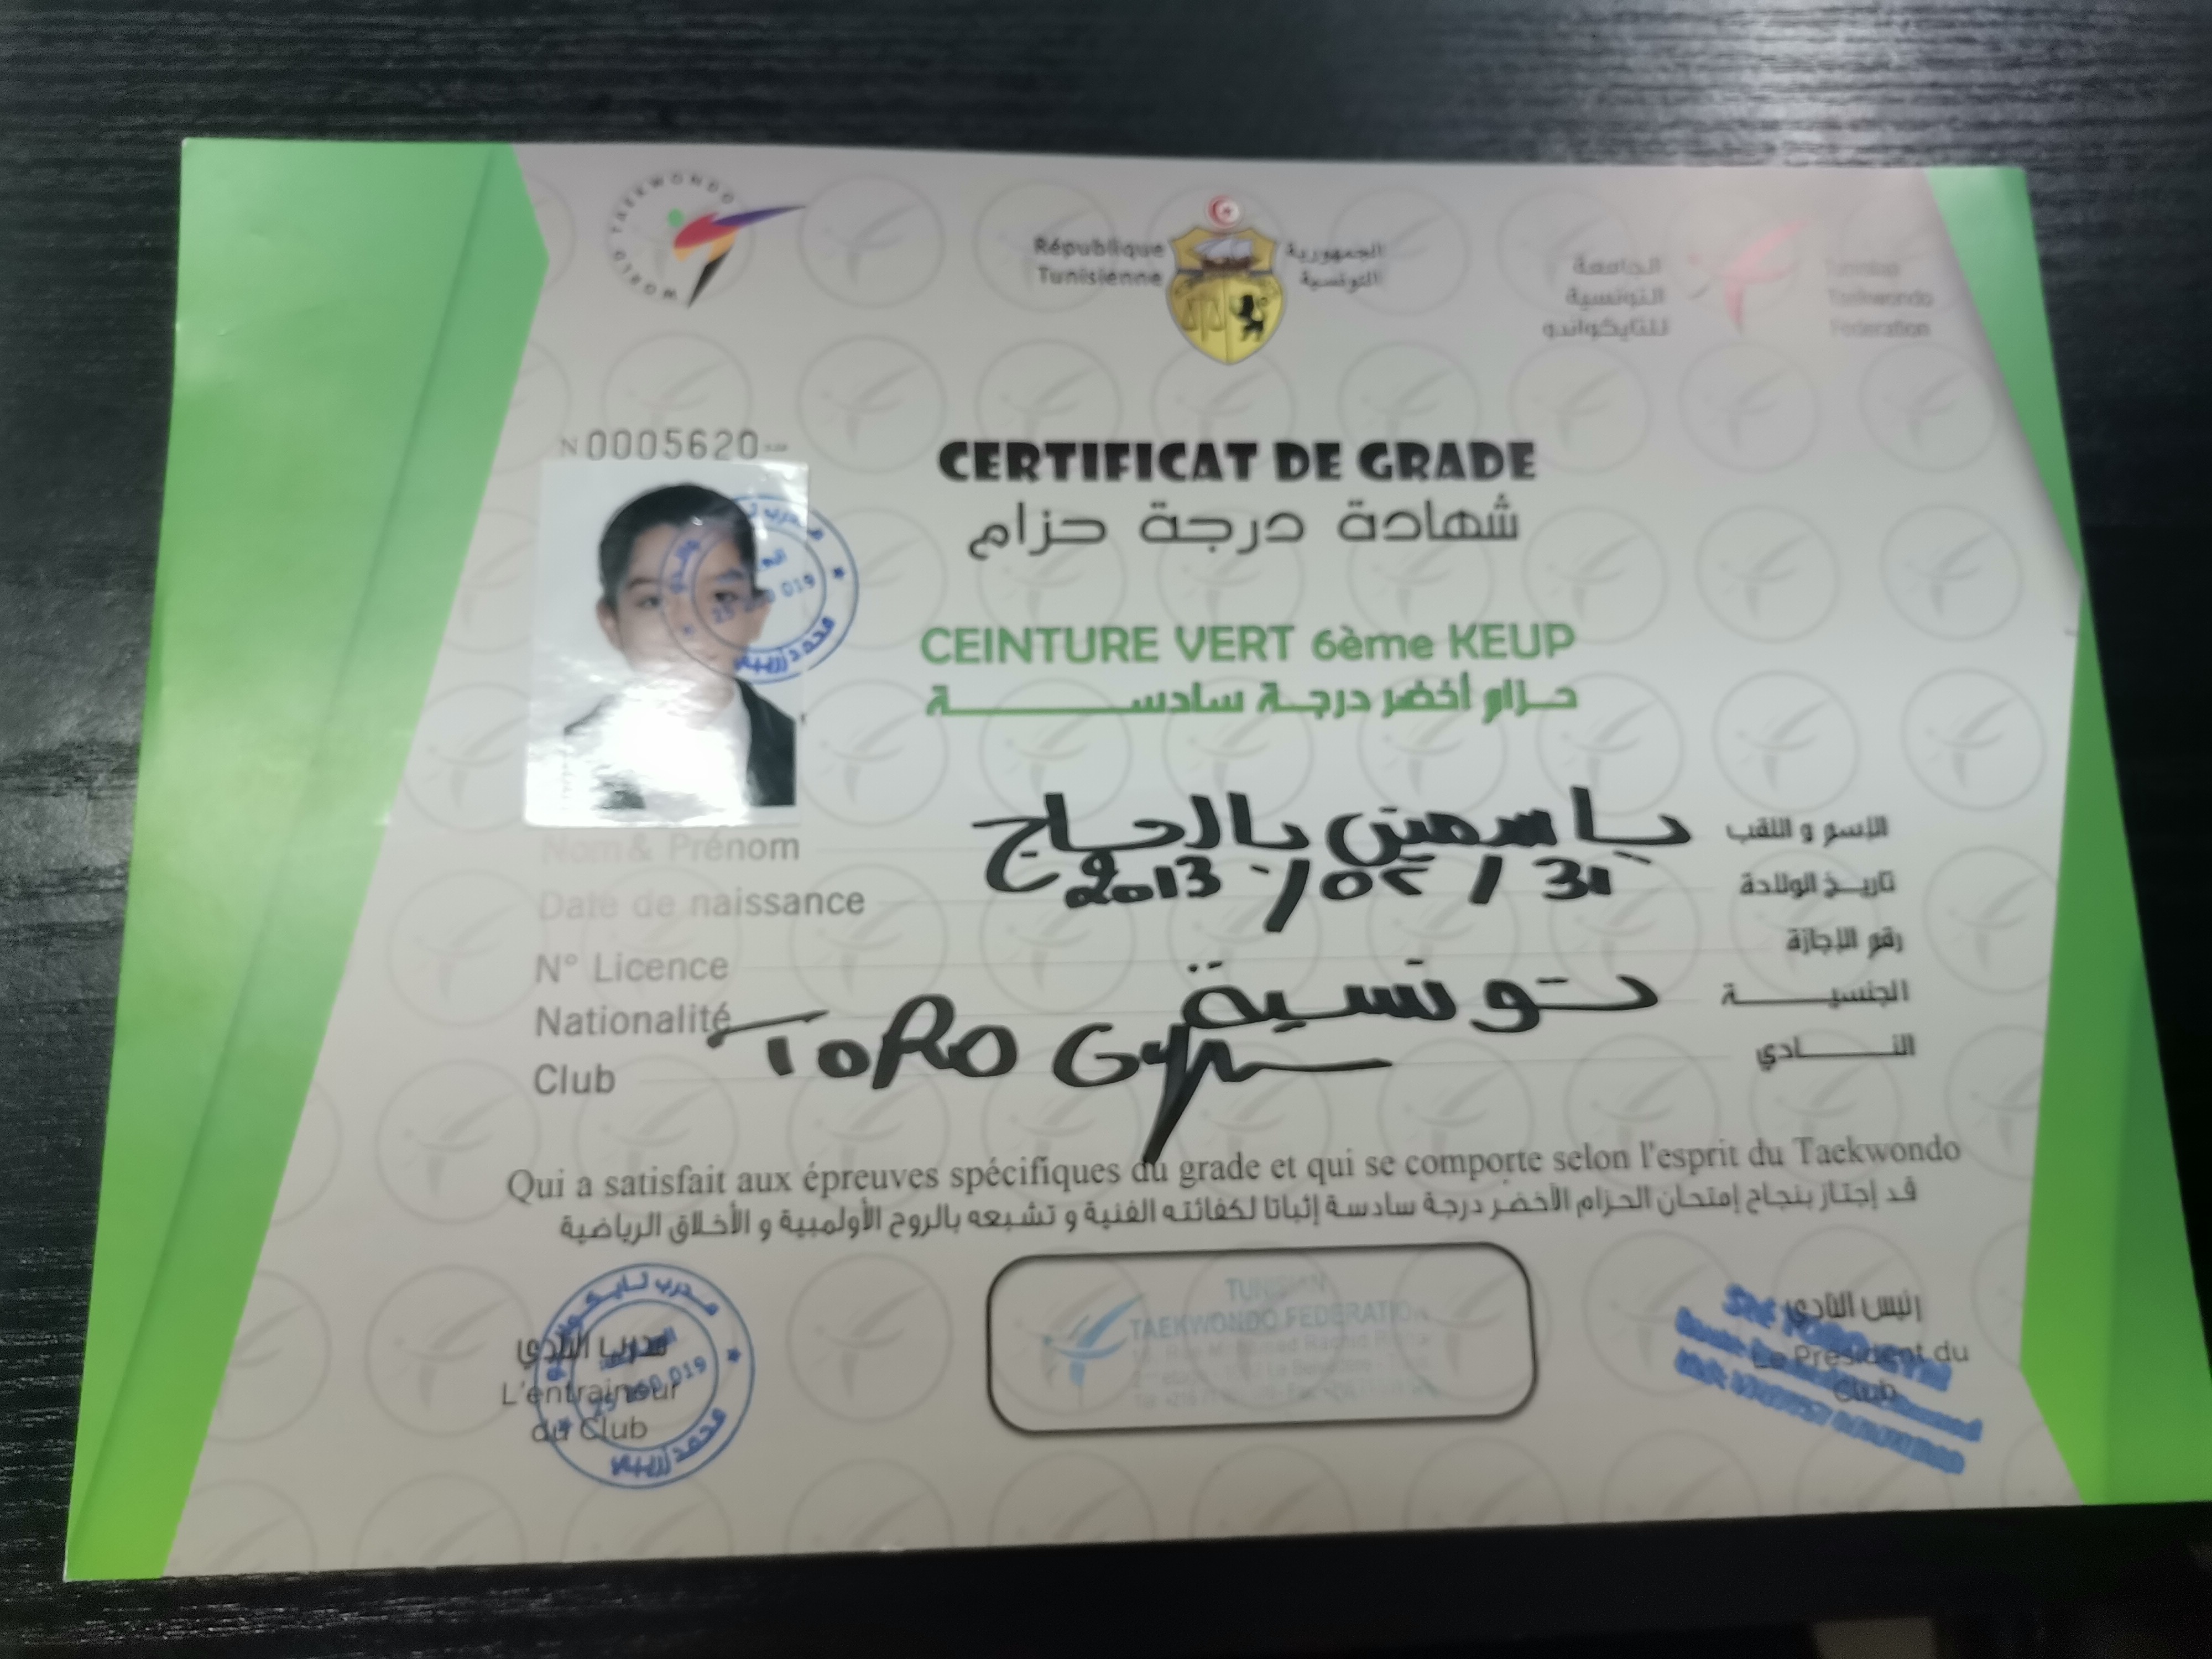 WORLD TAEKWONDO
République
Tunisienne
الجمهورية
التونسية
الجامعة
التونسية
للتايكواندو
Tunisian
Taekwondo
Federation
N 0005620
CERTIFICAT DE GRADE
شهادة درجة حزام
CEINTURE VERT 6ème KEUP
حزام أخضر درجة سادسة
Nom & Prénom ياسمين بالحاج الإسم و اللقب
Date de naissance 31 / 05 / 2013 تاريخ الولادة
N° Licence رقم الإجازة
Nationalité تونسية الجنسية
Club TORO Gym النادي
Qui a satisfait aux épreuves spécifiques du grade et qui se comporte selon l'esprit du Taekwondo
قد إجتاز بنجاح إمتحان الحزام الأخضر درجة سادسة إثباتا لكفائته الفنية و تشبعه بالروح الأولمبية و الأخلاق الرياضية
مدرب النادي
L'entraineur
du Club
TUNISIAN
TAEKWONDO FEDERATION
رئيس النادي
Le Président du
Club